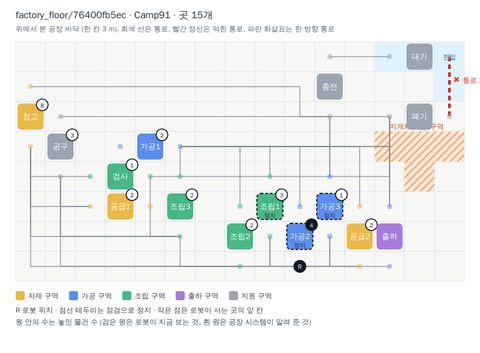 factory_floor/76400fb5ec · Camp91 · 곳 15개
위에서 본 공장 바닥 (한 칸 3 m). 회색 선은 통로, 빨간 점선은 막힌 통로, 파란 화살표는 한 방향 통로
대기
충전
통로
폐기
창고
8
공구
3
가공1
2
검사
1
공급1
2
조립3
2
조립1
3
정지
가공3
1
정지
조립2
2
가공2
4
정지
공급2
2
출하
R
자재 구역
가공 구역
조립 구역
출하 구역
지원 구역
R 로봇 위치 · 점선 테두리는 점검으로 정지 · 작은 점은 로봇이 서는 곳의 앞 칸
원 안의 수는 놓인 물건 수 (검은 원은 로봇이 지금 보는 것, 흰 원은 공장 시스템이 알려 준 것)